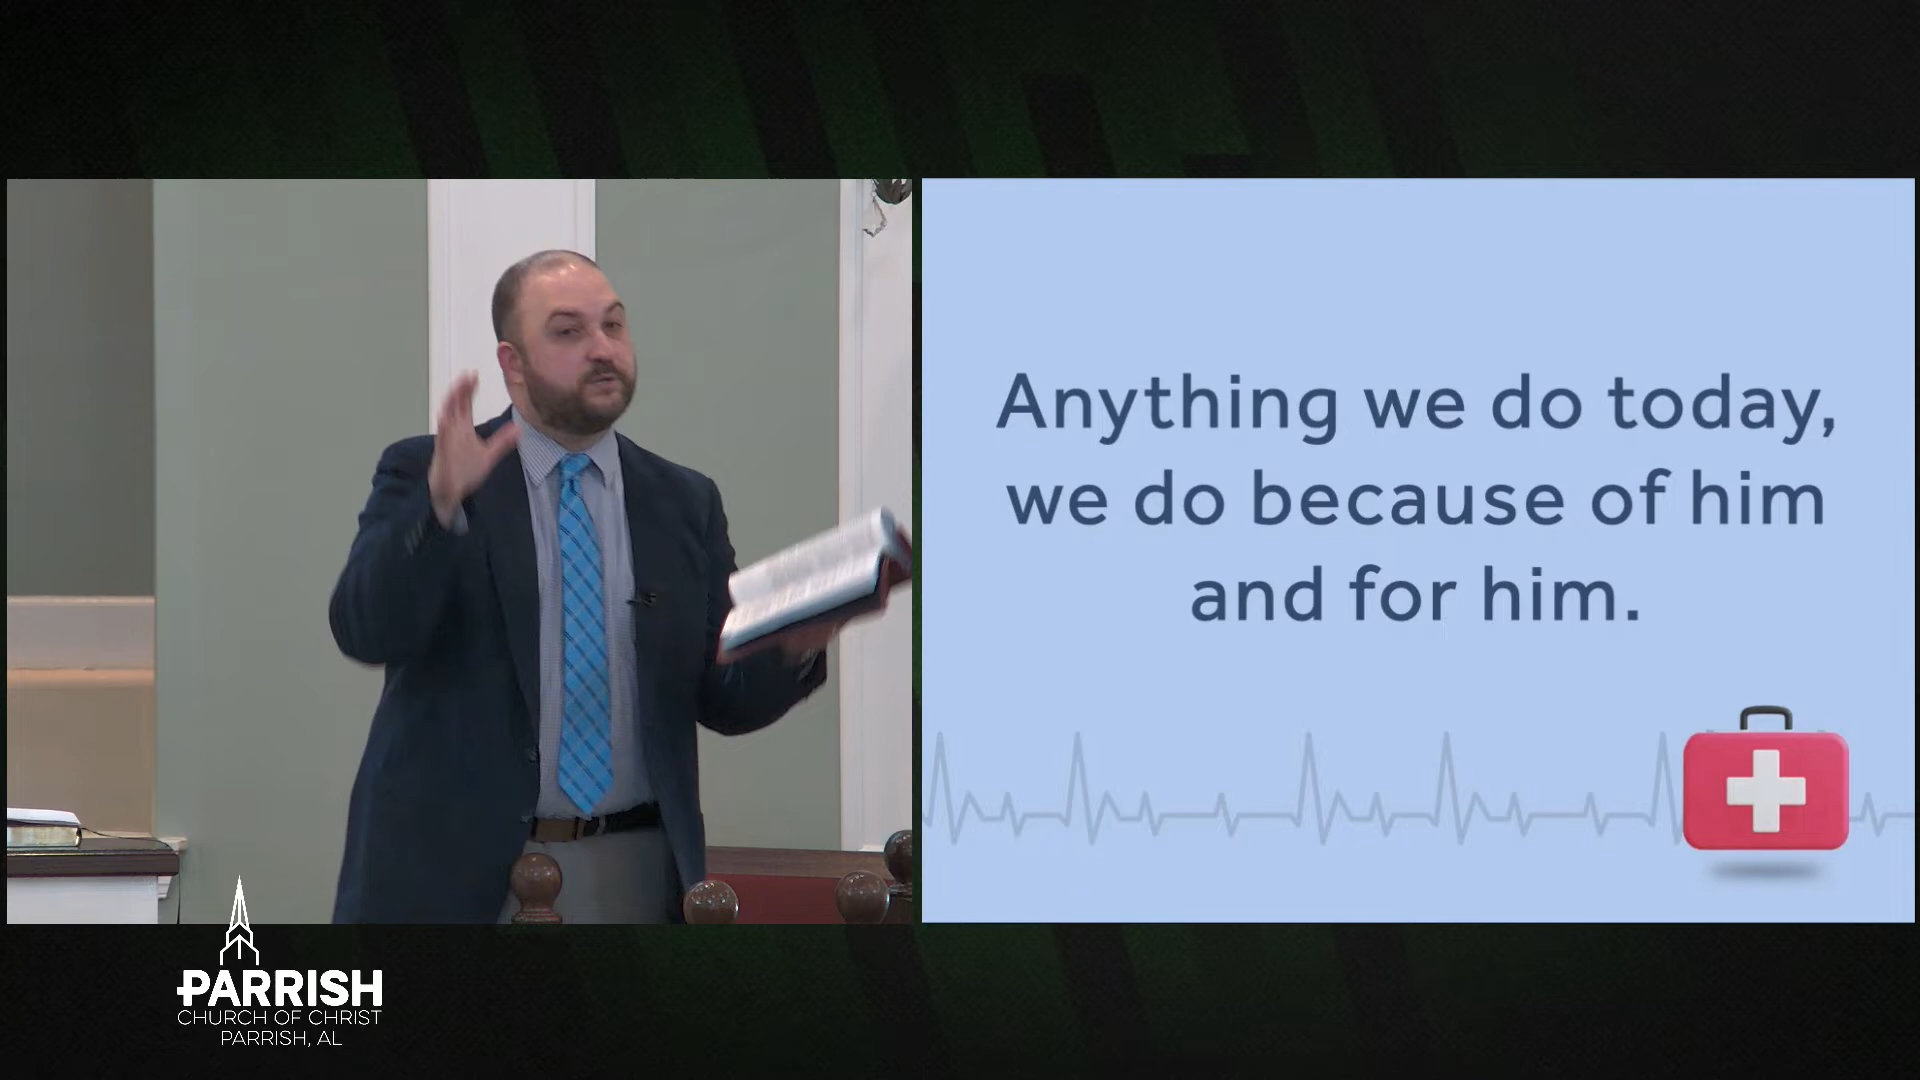 Anything we do today,
we do because of him
and for him.
PARRISH
CHURCH OF CHRIST
PARRISH, AL